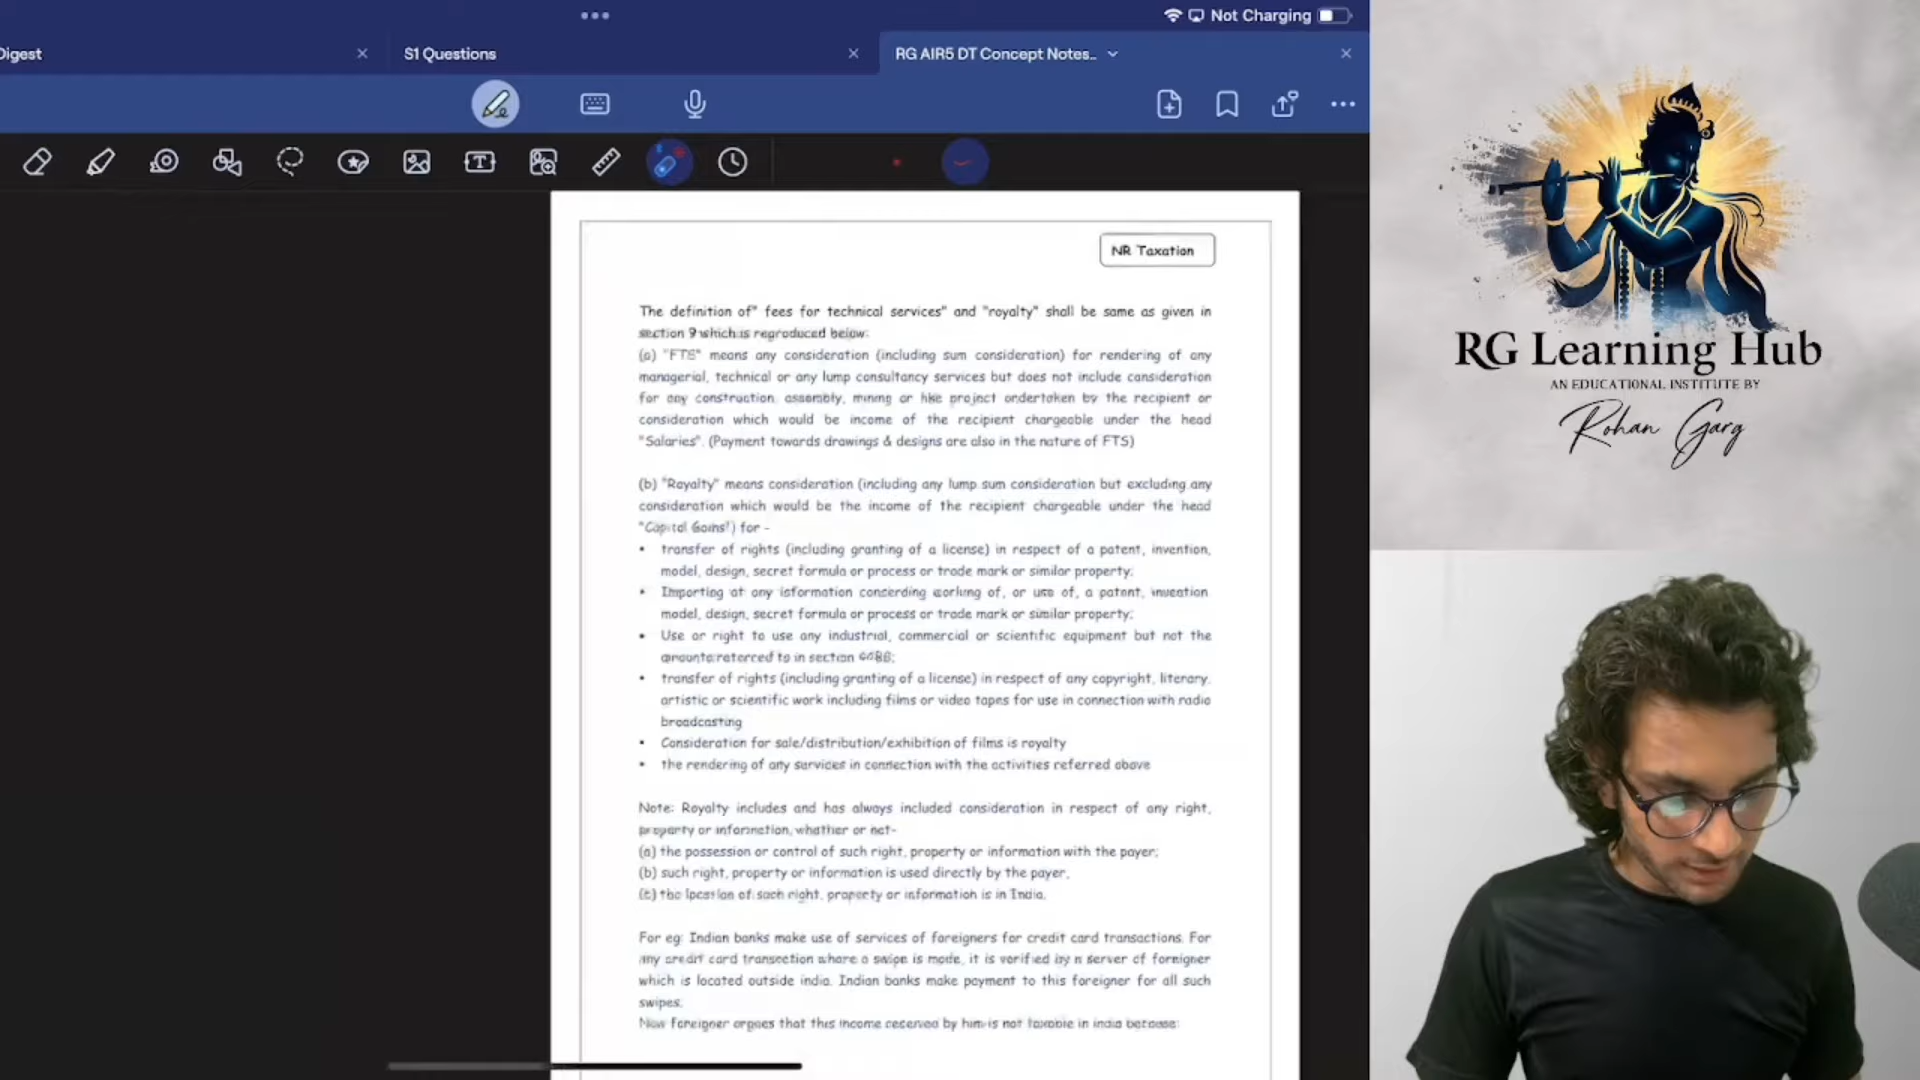 Not Charging
Digest
S1 Questions
RG AIR5 DT Concept Notes..
NR Taxation
The definition of" fees for technical services" and "royalty" shall be same as given in
section 9 which is reproduced below:
(a) "FTS" means any consideration (including sum consideration) for rendering of any
managerial, technical or any lump consultancy services but does not include consideration
for any construction, assembly, mining or like project undertaken by the recipient or
consideration which would be income of the recipient chargeable under the head
"Salaries". (Payment towards drawings & designs are also in the nature of FTS)
(b) "Royalty" means consideration (including any lump sum consideration but excluding any
consideration which would be the income of the recipient chargeable under the head
"Capital Gains") for -
• transfer of rights (including granting of a license) in respect of a patent, invention,
model, design, secret formula or process or trade mark or similar property;
• Imparting of any information concerning working of, or use of, a patent, invention
model, design, secret formula or process or trade mark or similar property;
• Use or right to use any industrial, commercial or scientific equipment but not the
amounts referred to in section
• transfer of rights (including granting of a license) in respect of any copyright, literary,
artistic or scientific work including films or video tapes for use in connection with radio
broadcasting
• Consideration for sale/distribution/exhibition of films is royalty
• the rendering of any services in connection with the activities referred above
Note: Royalty includes and has always included consideration in respect of any right,
property or information, whether or not-
(a) the possession or control of such right, property or information with the payer;
(b) such right, property or information is used directly by the payer,
(c) the location of such right, property or information is in India.
For eg: Indian banks make use of services of foreigners for credit card transactions. For
any credit card transection where a swipe is made, it is verified by a server of foreigner
which is located outside india. Indian banks make payment to this foreigner for all such
swipes.
Now foreigner argues that this income received by him is not taxable in india because:
RG Learning Hub
AN EDUCATIONAL INSTITUTE BY
Rohan Garg